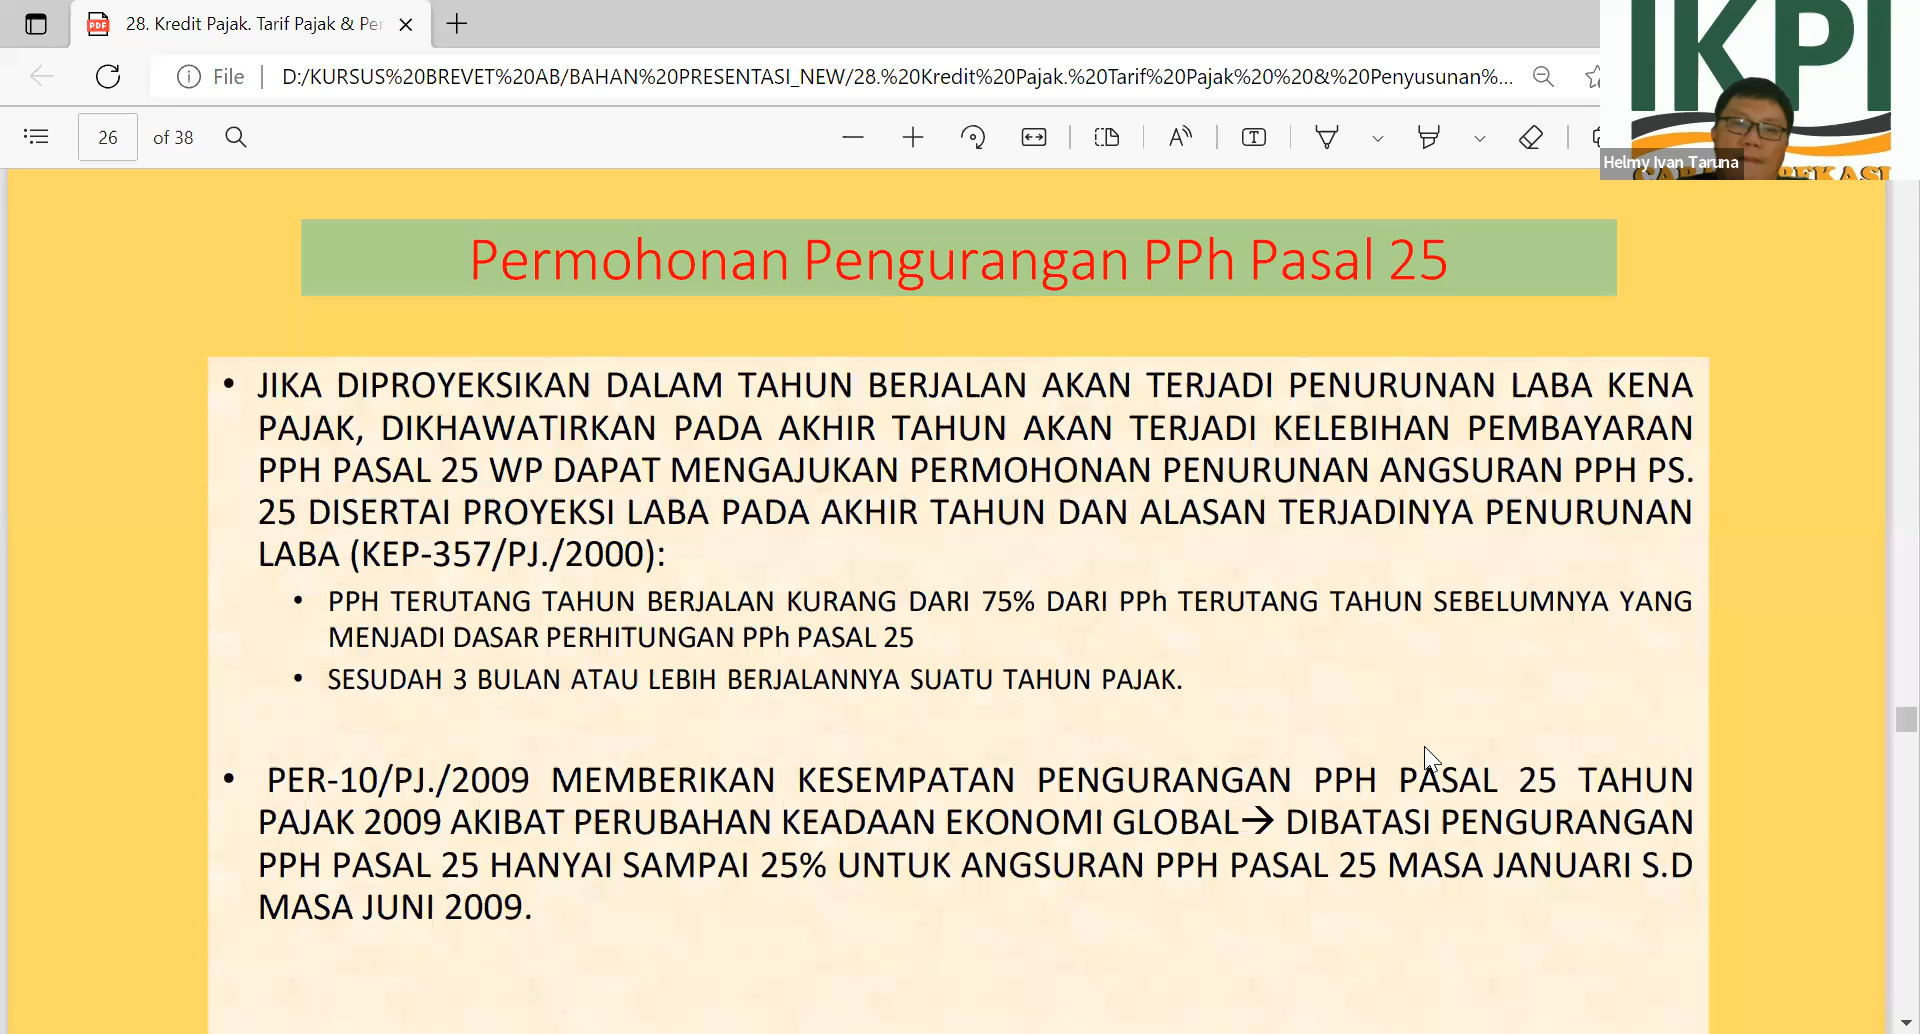 28. Kredit Pajak. Tarif Pajak & Per
File
D:/KURSUS%20BREVET%20AB/BAHAN%20PRESENTASI_NEW/28.%20Kredit%20Pajak.%20Tarif%20Pajak%20%20&%20Penyusunan%...
26 of 38
IKPI
Helmy Ivan Taruna
Permohonan Pengurangan PPh Pasal 25
• JIKA DIPROYEKSIKAN DALAM TAHUN BERJALAN AKAN TERJADI PENURUNAN LABA KENA
PAJAK, DIKHAWATIRKAN PADA AKHIR TAHUN AKAN TERJADI KELEBIHAN PEMBAYARAN
PPH PASAL 25 WP DAPAT MENGAJUKAN PERMOHONAN PENURUNAN ANGSURAN PPH PS.
25 DISERTAI PROYEKSI LABA PADA AKHIR TAHUN DAN ALASAN TERJADINYA PENURUNAN
LABA (KEP-357/PJ./2000):
• PPH TERUTANG TAHUN BERJALAN KURANG DARI 75% DARI PPh TERUTANG TAHUN SEBELUMNYA YANG
MENJADI DASAR PERHITUNGAN PPh PASAL 25
• SESUDAH 3 BULAN ATAU LEBIH BERJALANNYA SUATU TAHUN PAJAK.
• PER-10/PJ./2009 MEMBERIKAN KESEMPATAN PENGURANGAN PPH PASAL 25 TAHUN
PAJAK 2009 AKIBAT PERUBAHAN KEADAAN EKONOMI GLOBAL→ DIBATASI PENGURANGAN
PPH PASAL 25 HANYAI SAMPAI 25% UNTUK ANGSURAN PPH PASAL 25 MASA JANUARI S.D
MASA JUNI 2009.